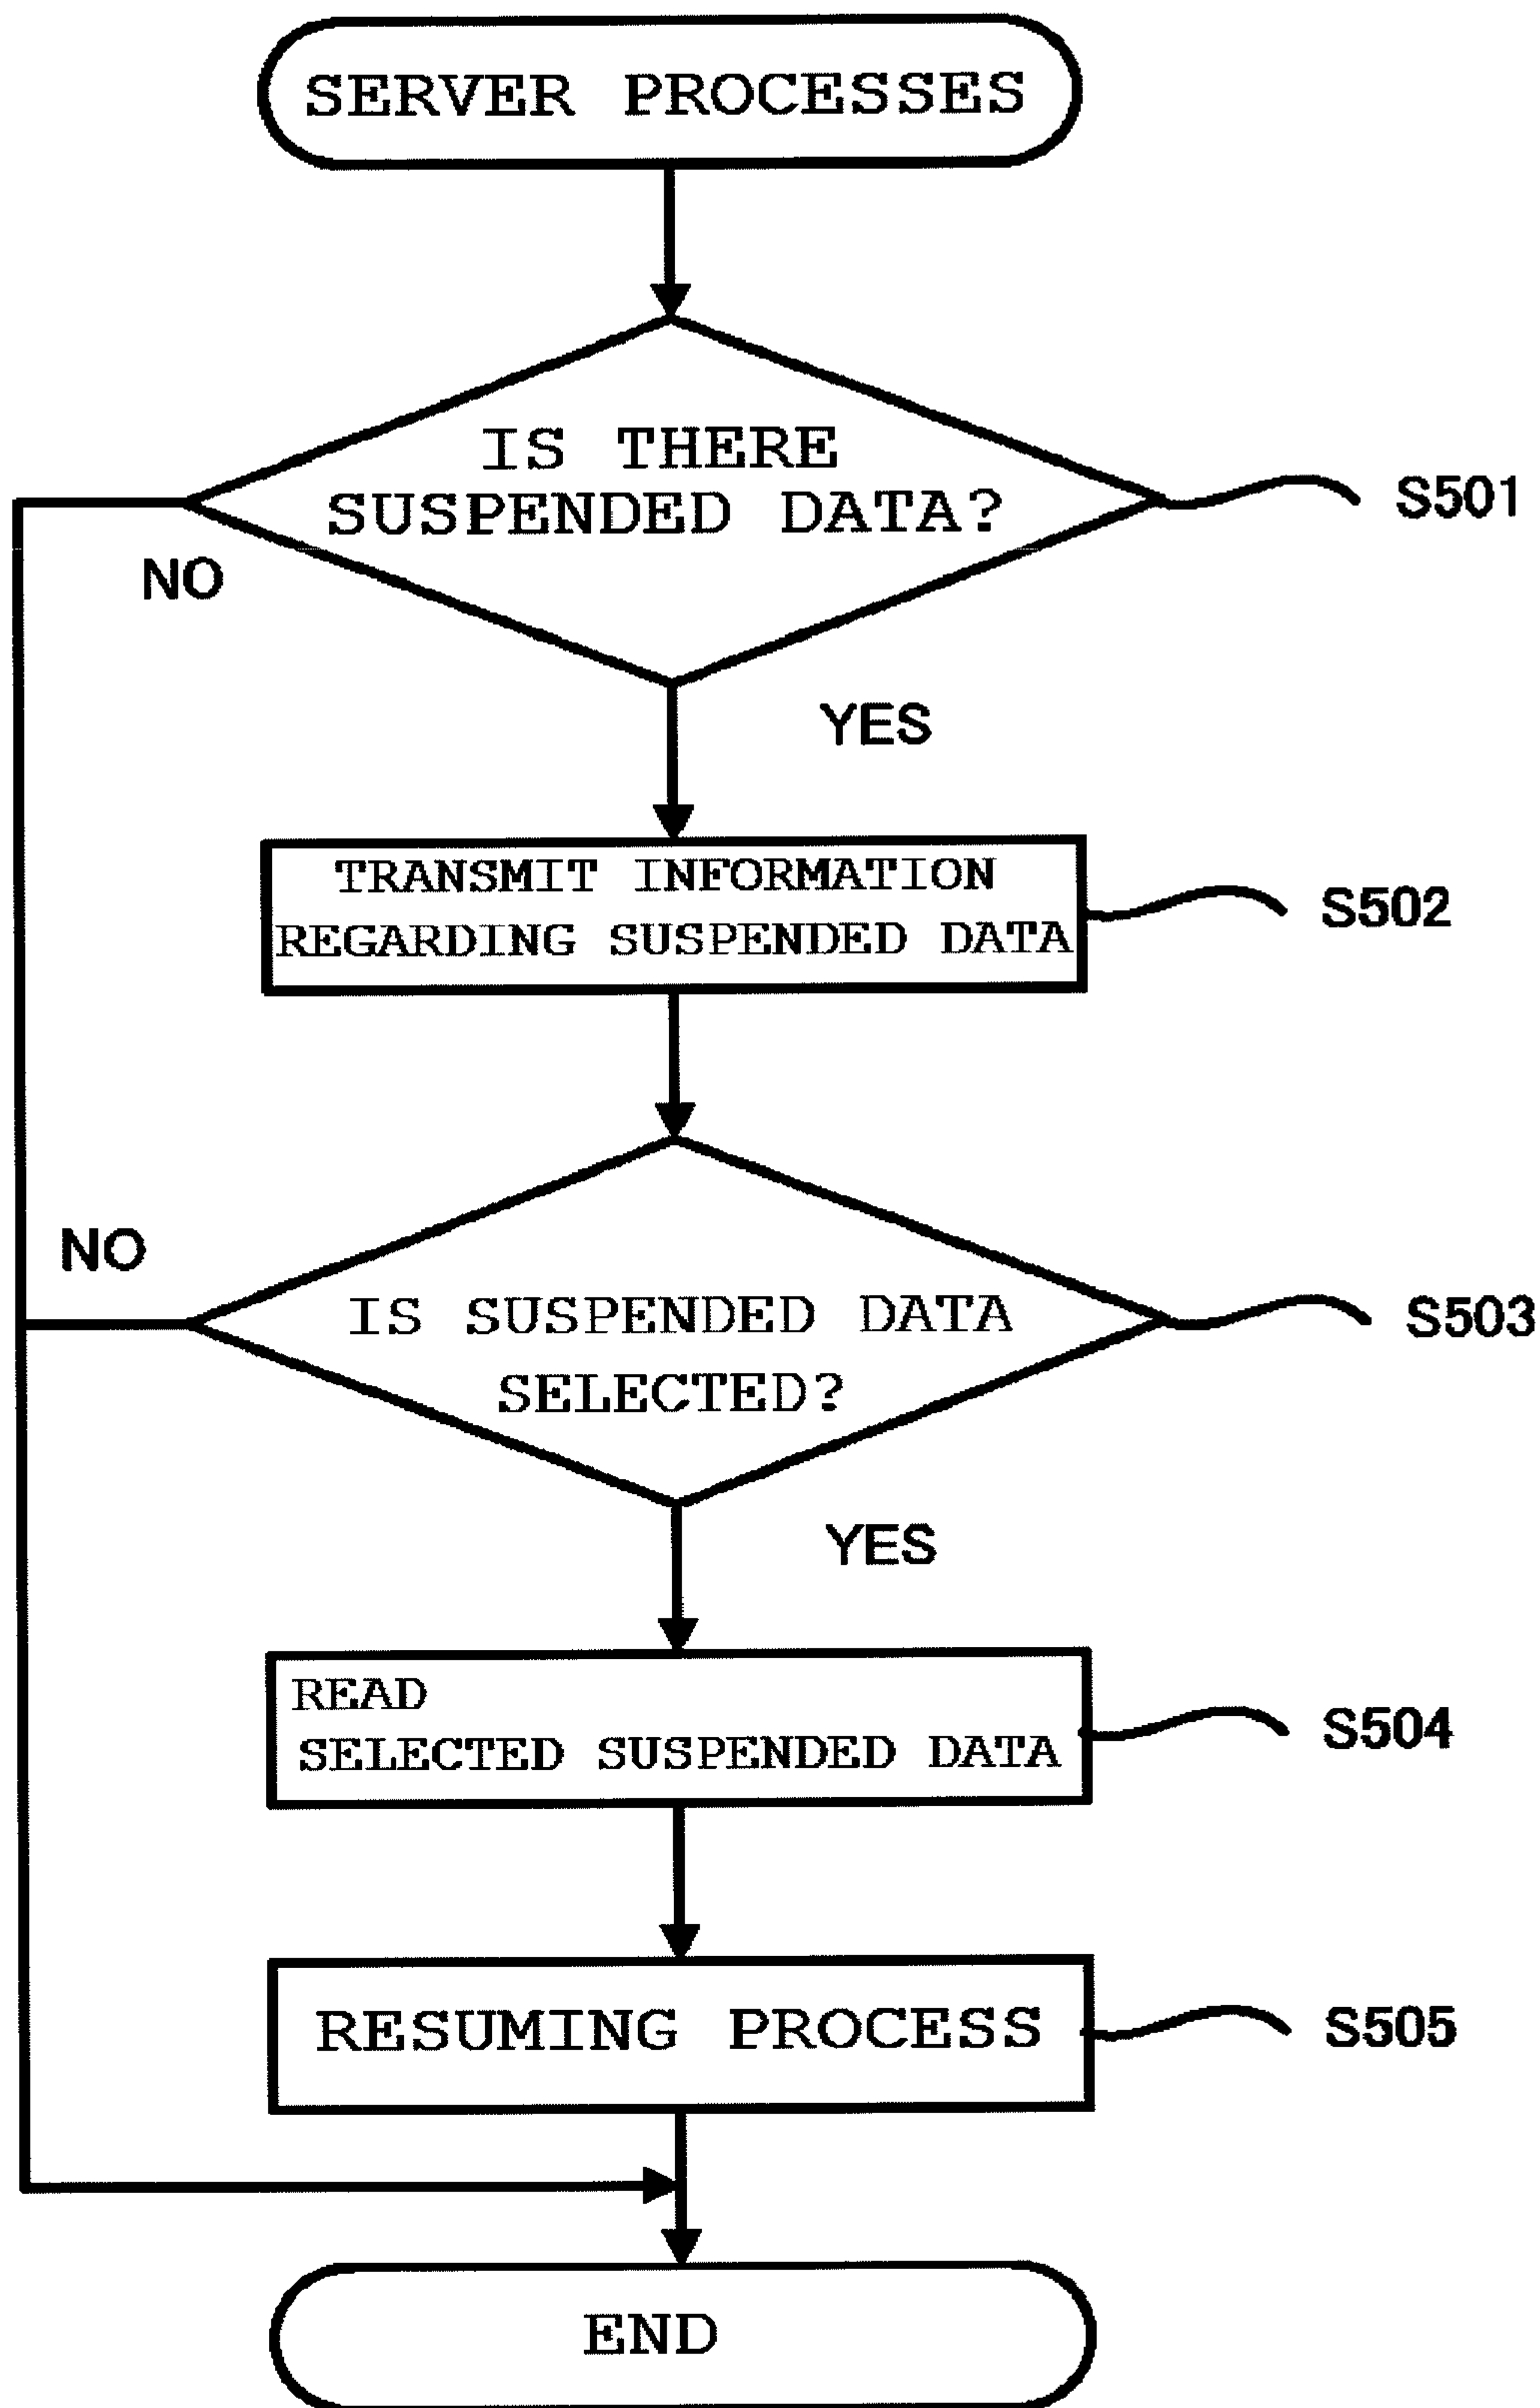 SERVER PROCESSES
IS THERE
SUSPENDED DATA?
S501
NO
YES
TRANSMIT INFORMATION
REGARDING SUSPENDED DATA
S502
NO
IS SUSPENDED DATA
SELECTED?
S503
YES
READ
SELECTED SUSPENDED DATA
S504
RESUMING PROCESS
S505
END